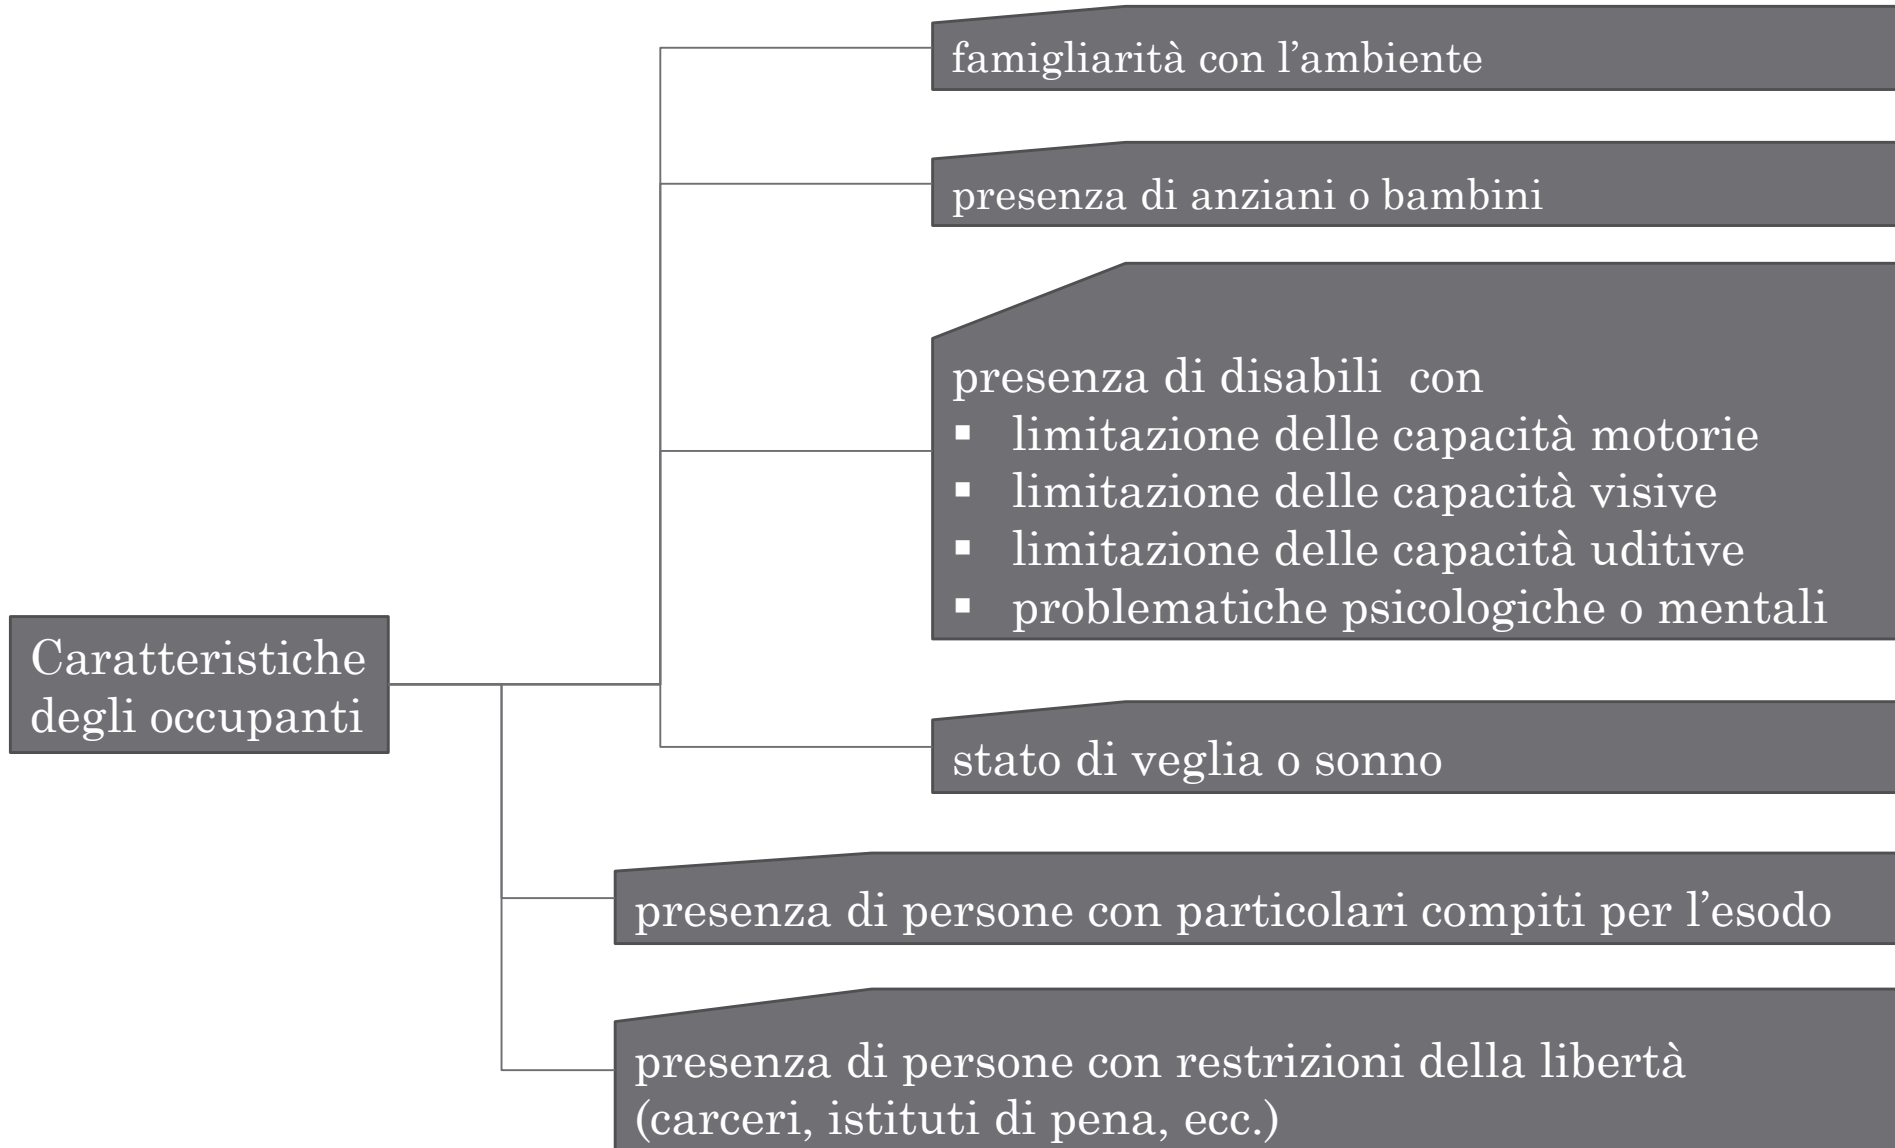 famigliarità con l’ambiente
presenza di anziani o bambini
presenza di disabili  con
▪ limitazione delle capacità motorie
▪ limitazione delle capacità visive
▪ limitazione delle capacità uditive
▪ problematiche psicologiche o mentali
Caratteristiche
degli occupanti
stato di veglia o sonno
presenza di persone con particolari compiti per l’esodo
presenza di persone con restrizioni della libertà
(carceri, istituti di pena, ecc.)